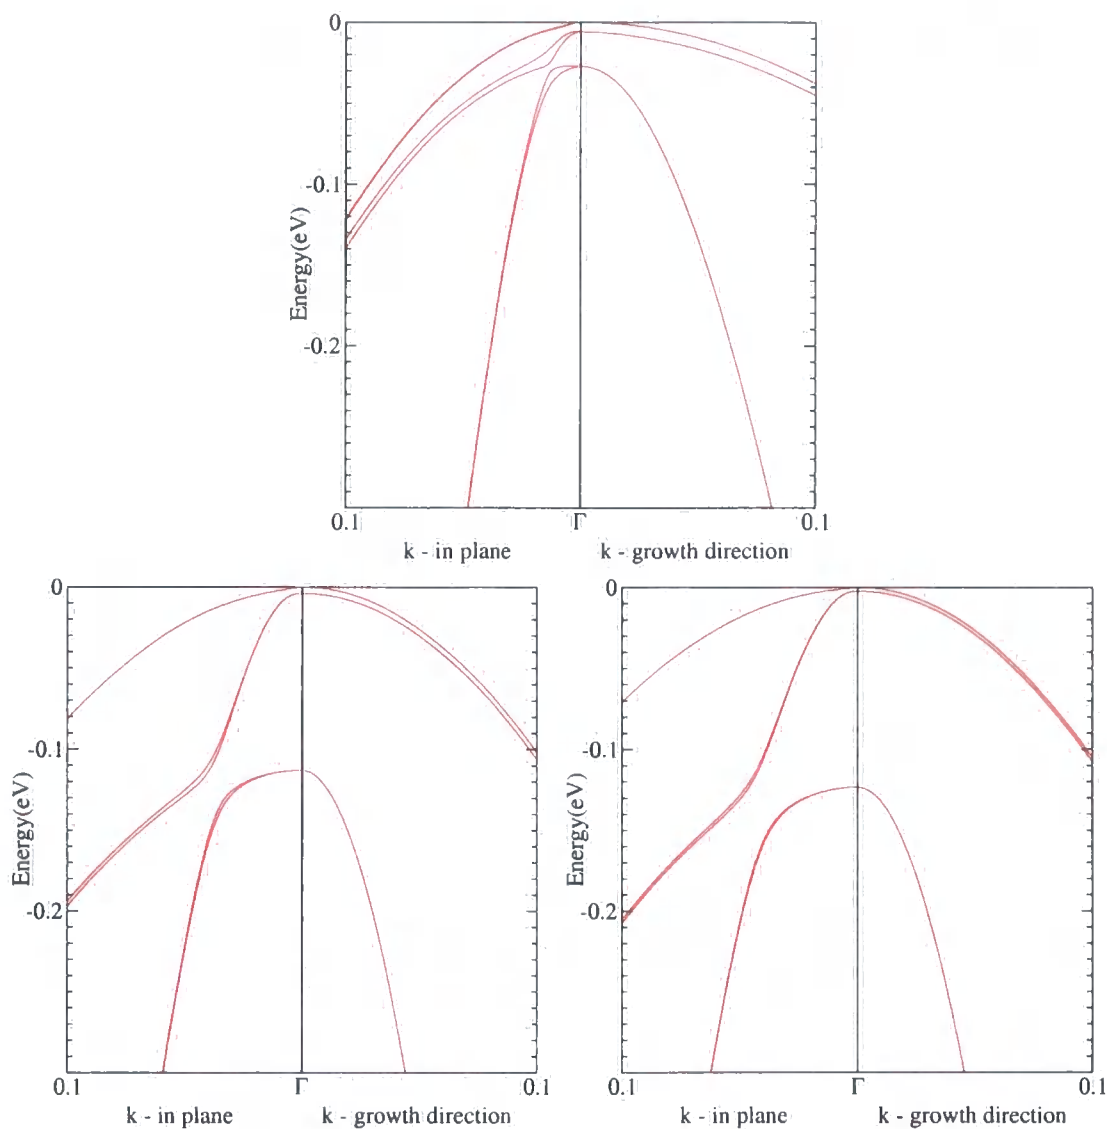 0
-0.1
-0.2
Energy(eV)
0.1 Γ 0.1
k - in plane k - growth direction
0
-0.1
-0.2
Energy(eV)
0.1 Γ 0.1
k - in plane k - growth direction
0
-0.1
-0.2
Energy(eV)
0.1 Γ 0.1
k - in plane k - growth direction